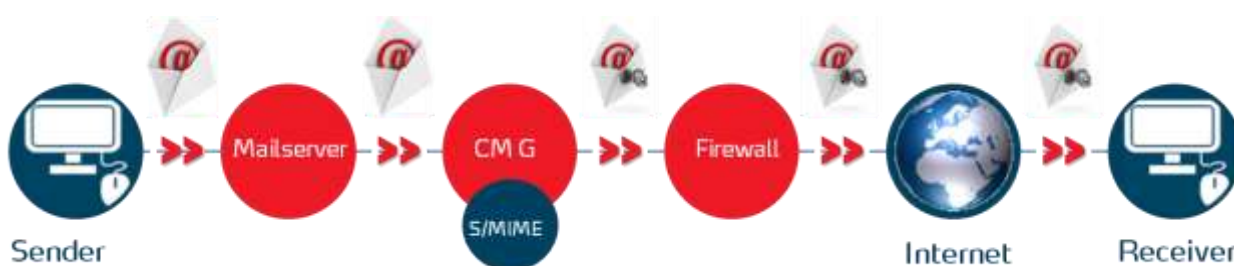 Mailserver
CM G
Firewall
S/MIME
Sender
Internet
Receiver